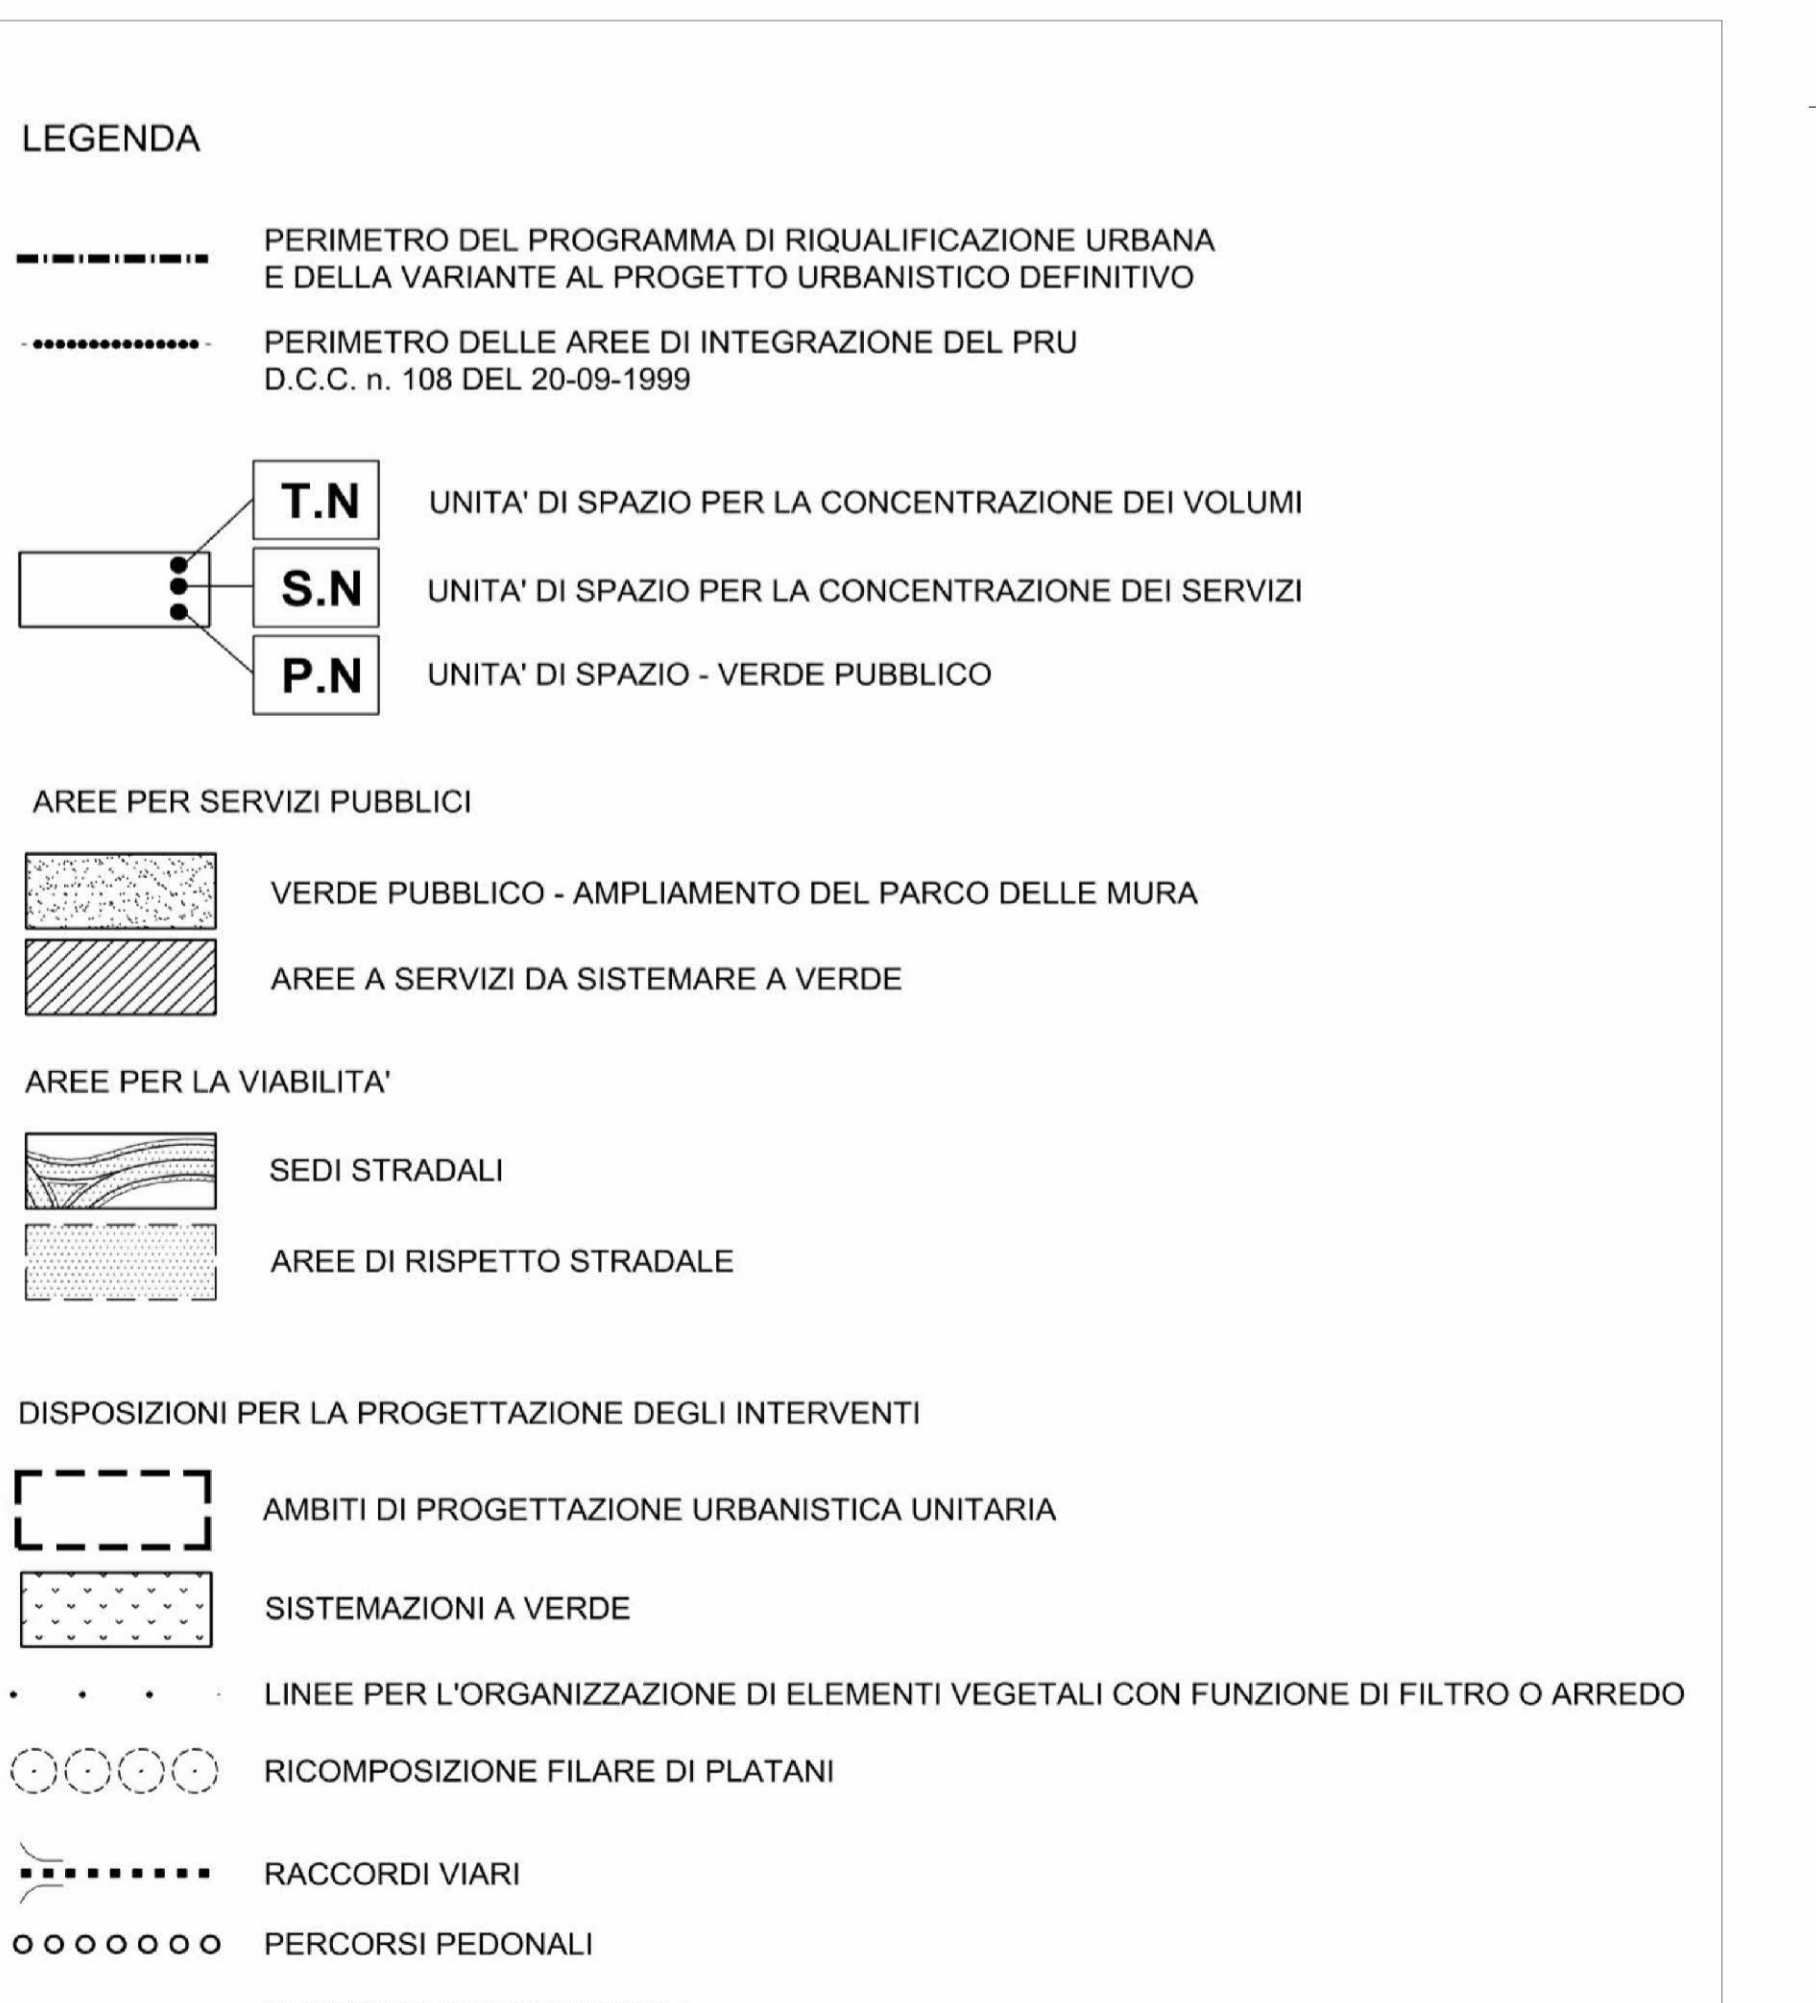 LEGENDA
PERIMETRO DEL PROGRAMMA DI RIQUALIFICAZIONE URBANA
E DELLA VARIANTE AL PROGETTO URBANISTICO DEFINITIVO
PERIMETRO DELLE AREE DI INTEGRAZIONE DEL PRU
D.C.C. n. 108 DEL 20-09-1999
T.N UNITA' DI SPAZIO PER LA CONCENTRAZIONE DEI VOLUMI
S.N UNITA' DI SPAZIO PER LA CONCENTRAZIONE DEI SERVIZI
P.N UNITA' DI SPAZIO - VERDE PUBBLICO
AREE PER SERVIZI PUBBLICI
VERDE PUBBLICO - AMPLIAMENTO DEL PARCO DELLE MURA
AREE A SERVIZI DA SISTEMARE A VERDE
AREE PER LA VIABILITA'
SEDI STRADALI
AREE DI RISPETTO STRADALE
DISPOSIZIONI PER LA PROGETTAZIONE DEGLI INTERVENTI
AMBITI DI PROGETTAZIONE URBANISTICA UNITARIA
SISTEMAZIONI A VERDE
LINEE PER L'ORGANIZZAZIONE DI ELEMENTI VEGETALI CON FUNZIONE DI FILTRO O ARREDO
RICOMPOSIZIONE FILARE DI PLATANI
RACCORDI VIARI
PERCORSI PEDONALI